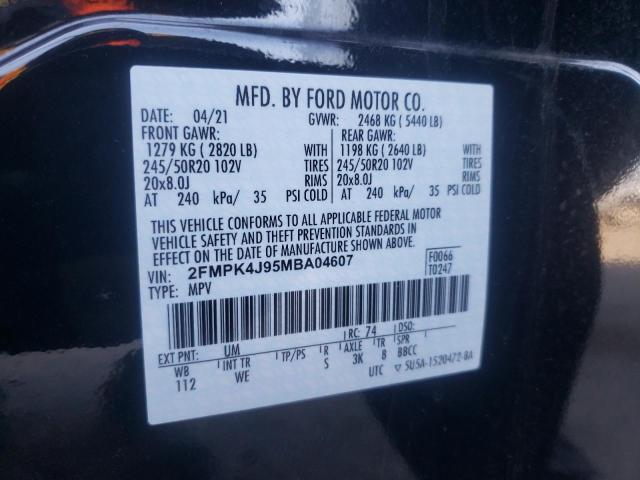 MFD. BY FORD MOTOR CO.
DATE: 04/21 GVWR: 2468 KG ( 5440 LB)
FRONT GAWR: REAR GAWR:
1279 KG ( 2820 LB) 1198 KG ( 2640 LB)
245/50R20 102V TIRES 245/50R20 102V TIRES
20x8.0J RIMS 20x8.0J RIMS
AT 240 kPa/ 35 PSI COLD AT 240 kPa/ 35 PSI COLD
THIS VEHICLE CONFORMS TO ALL APPLICABLE FEDERAL MOTOR
VEHICLE SAFETY AND THEFT PREVENTION STANDARDS IN
EFFECT ON THE DATE OF MANUFACTURE SHOWN ABOVE.
VIN: 2FMPK4J95MBA04607 F0066
TYPE: MPV T0247
EXT PNT: UM RC: 74 DSO:
WB INT TR TP/PS R AXLE TR SPR
112 WE S 3K 8 BBCC
UTC ▽ 5U5A-1520472-BA